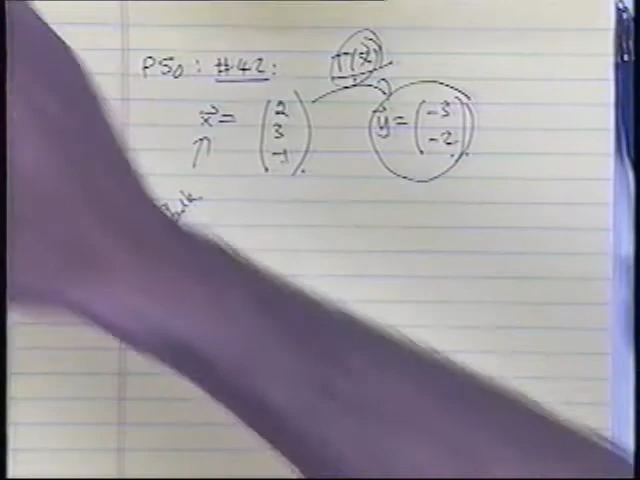 P50: #42: T(x⃗)
x⃗ = (2 3 -1) y⃗ = (-3 -2)